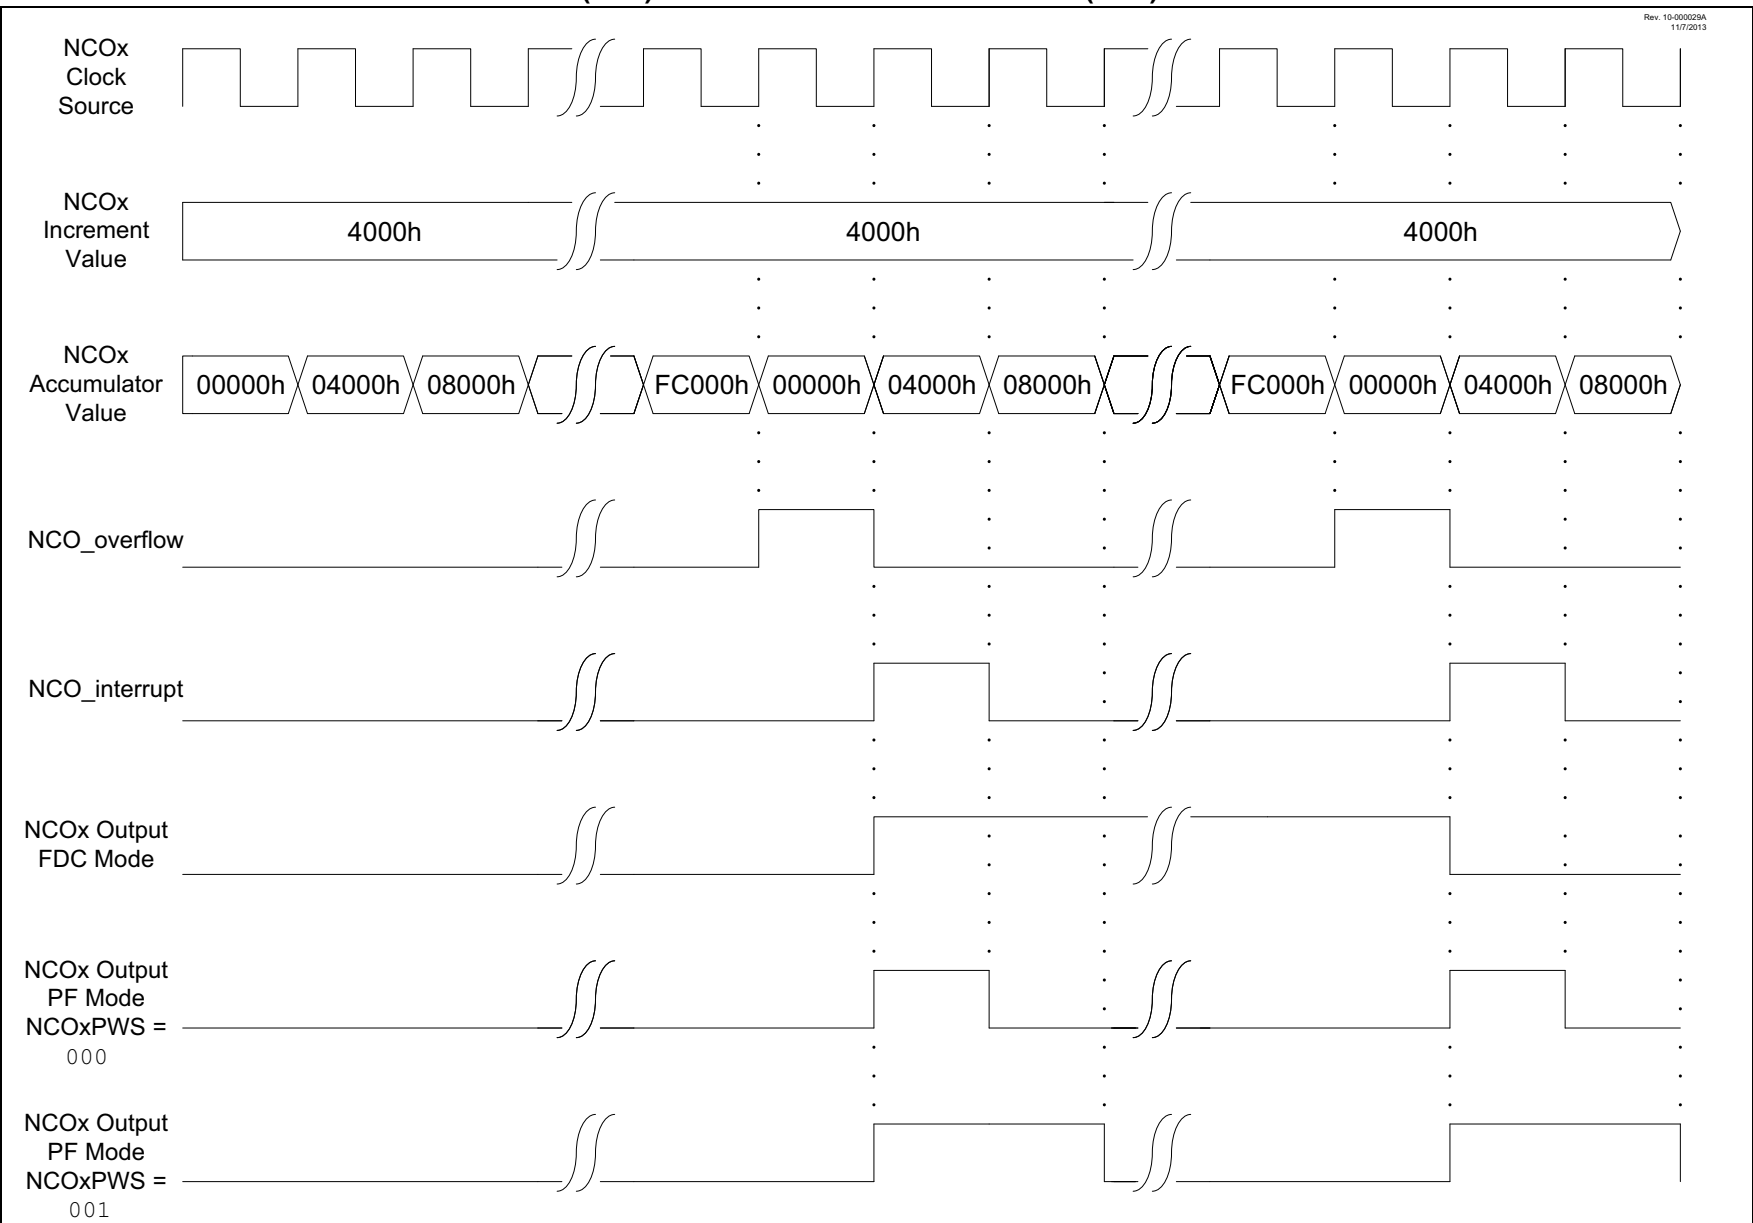 Rev. 10-000029A
11/7/2013
NCOx
Clock
Source
NCOx
Increment
Value
4000h 4000h 4000h
NCOx
Accumulator
Value
00000h 04000h 08000h FC000h 00000h 04000h 08000h FC000h 00000h 04000h 08000h
NCO_overflow
NCO_interrupt
NCOx Output
FDC Mode
NCOx Output
PF Mode
NCOxPWS =
000
NCOx Output
PF Mode
NCOxPWS =
001